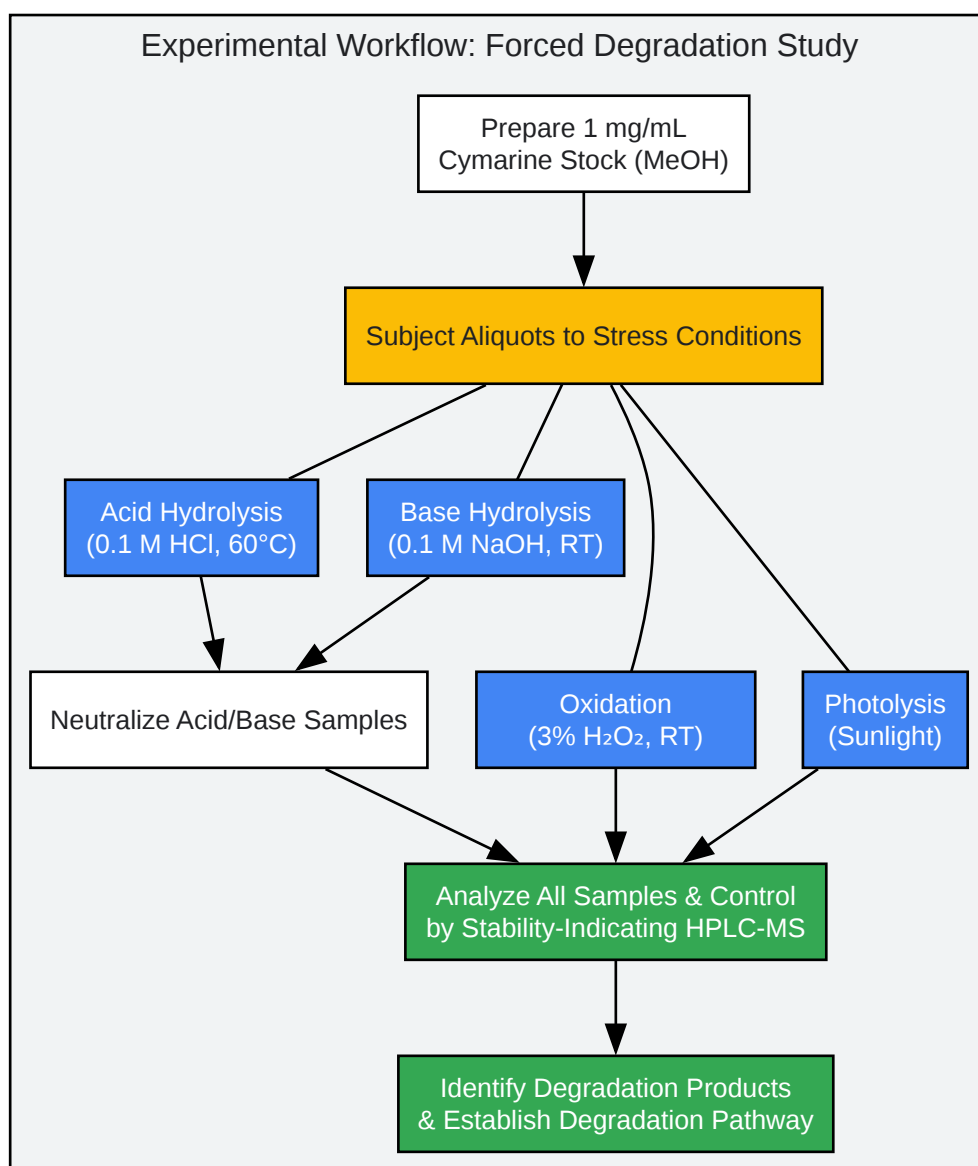 Experimental Workflow: Forced Degradation Study
Prepare 1 mg/mL
Cymarine Stock (MeOH)
Subject Aliquots to Stress Conditions
Acid Hydrolysis
(0.1 M HCl, 60°C)
Base Hydrolysis
(0.1 M NaOH, RT)
Neutralize Acid/Base Samples
Oxidation
(3% H₂O₂, RT)
Photolysis
(Sunlight)
Analyze All Samples & Control
by Stability-Indicating HPLC-MS
Identify Degradation Products
& Establish Degradation Pathway